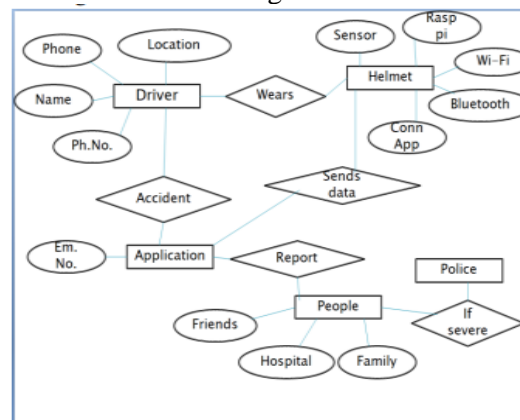 Phone
Location
Sensor
Rasp
pi
Wi-Fi
Name
Driver
Wears
Helmet
Bluetooth
Ph.No.
Conn
App
Accident
Sends
data
Em.
No.
Application
Report
Police
People
Friends
If
severe
Hospital
Family